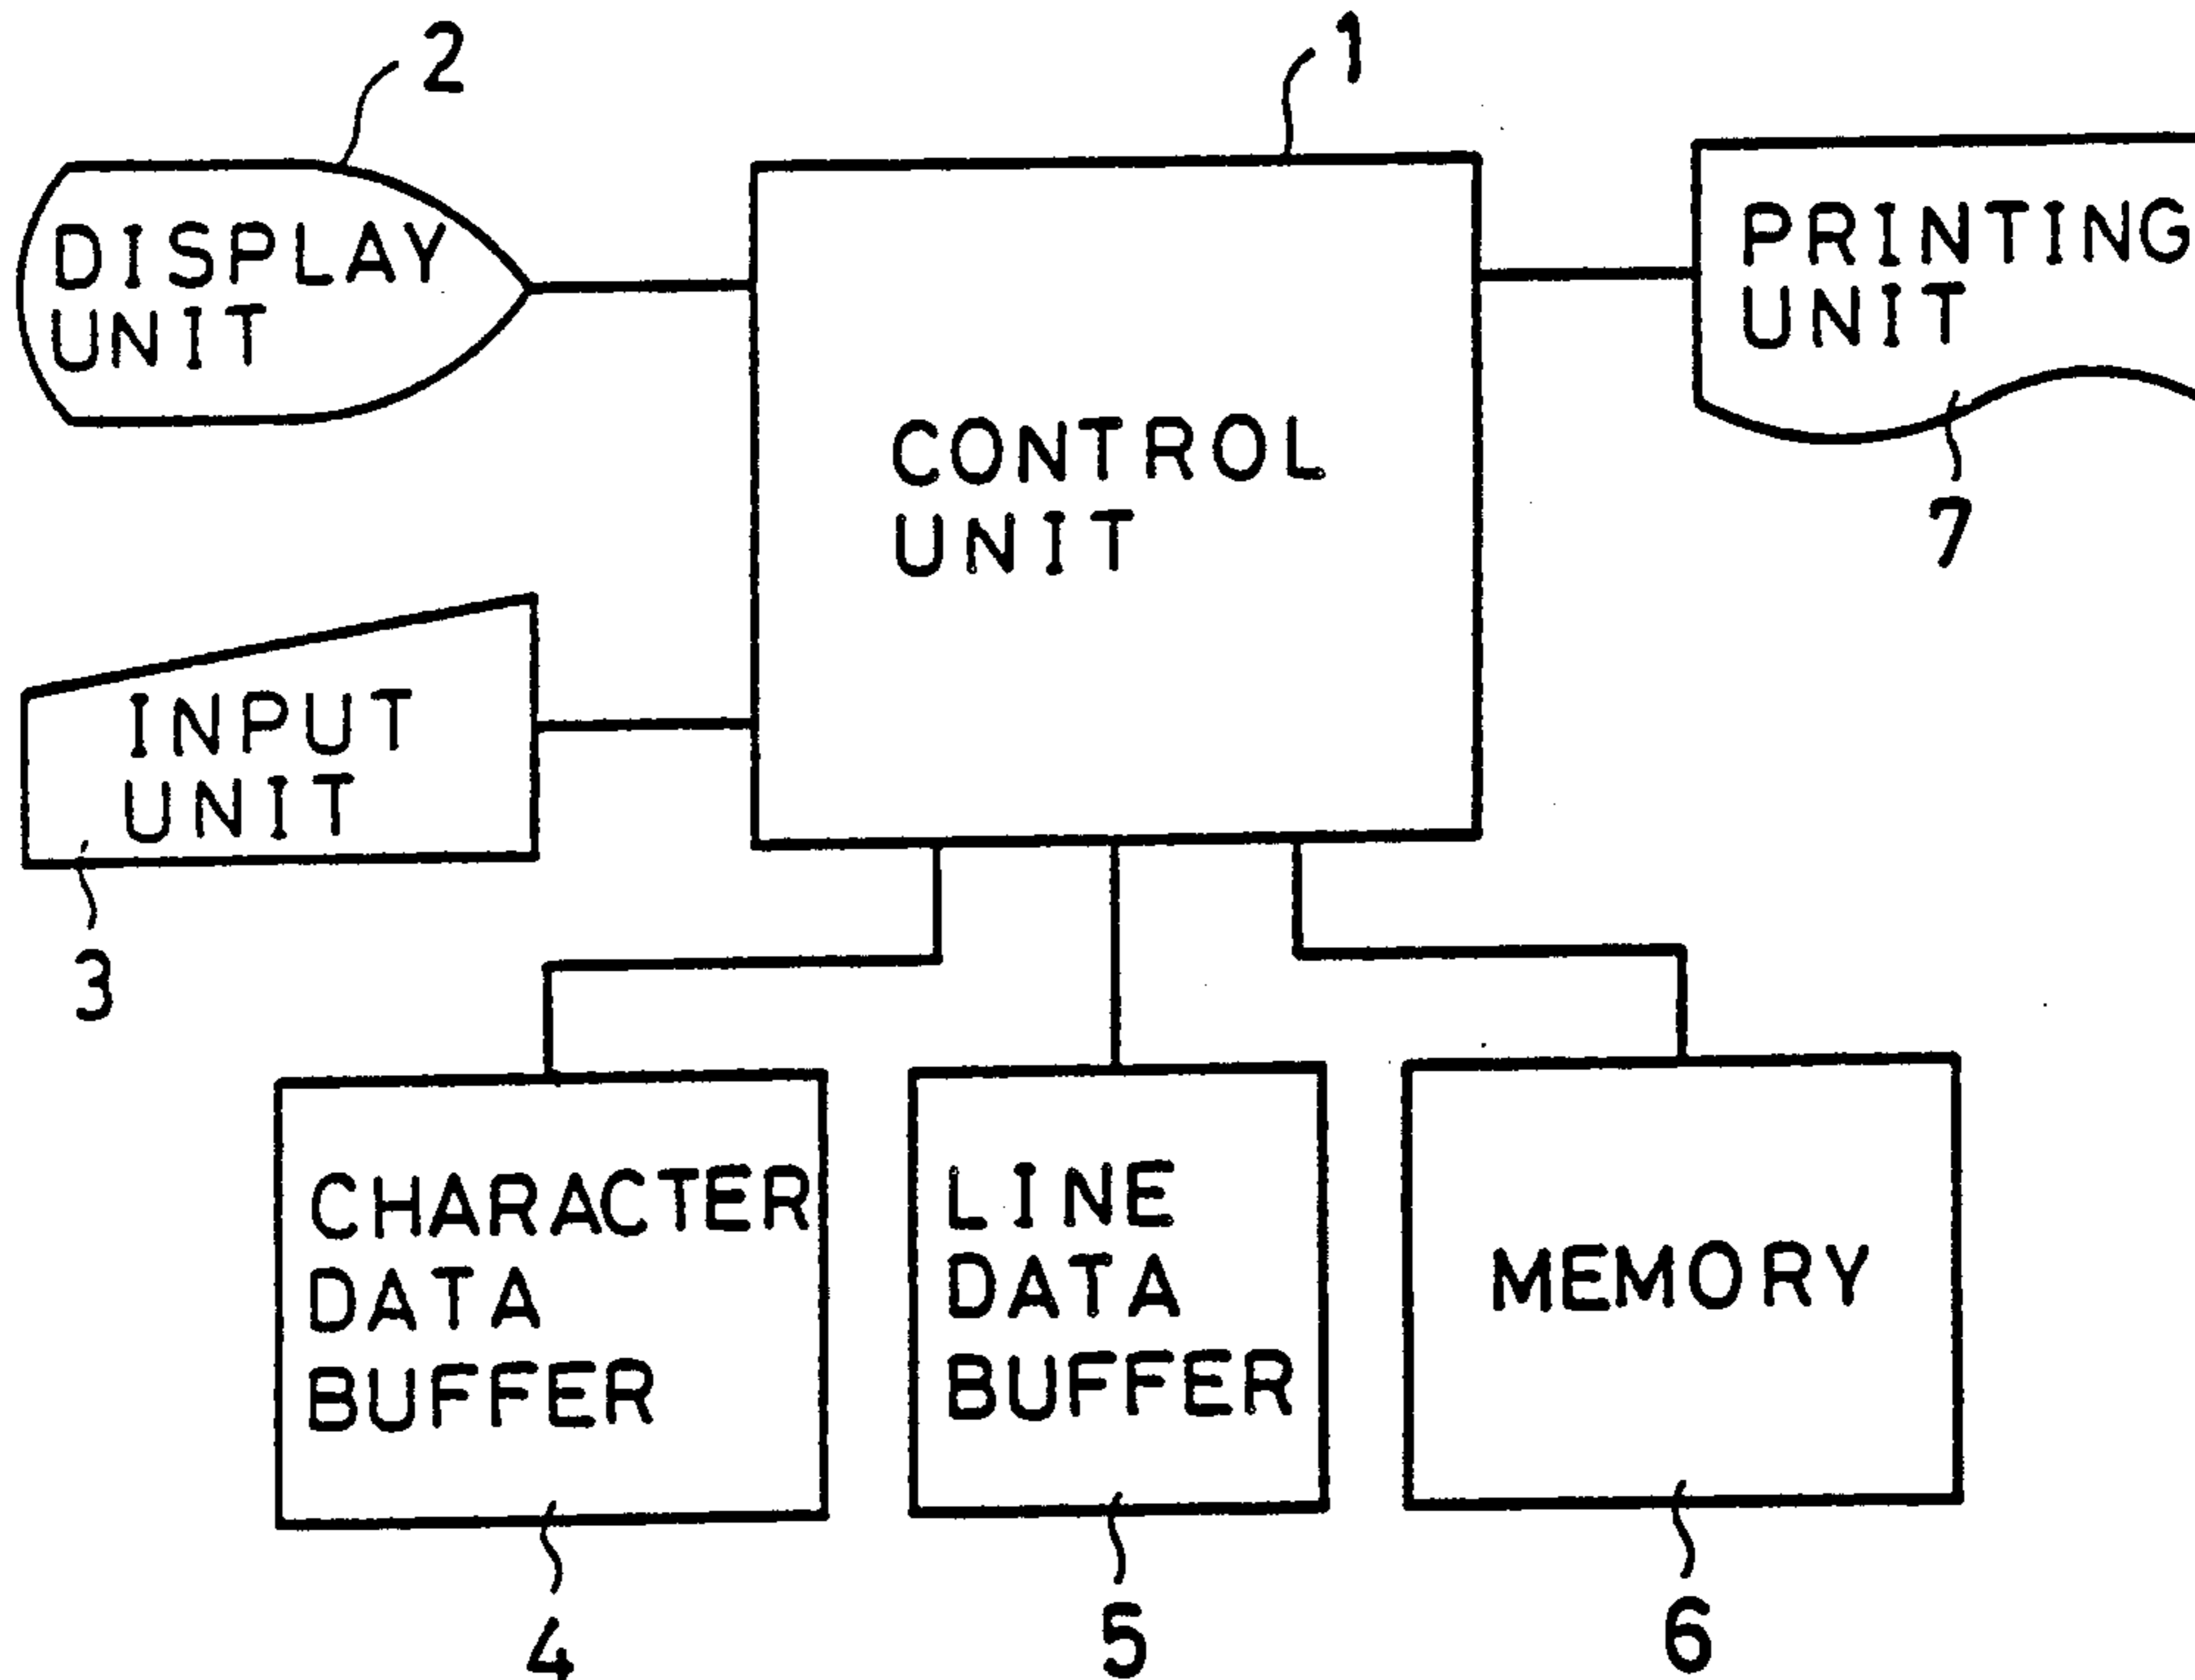 2
1
DISPLAY
UNIT
CONTROL
UNIT
PRINTING
UNIT
7
INPUT
UNIT
3
CHARACTER
DATA
BUFFER
4
LINE
DATA
BUFFER
5
MEMORY
6